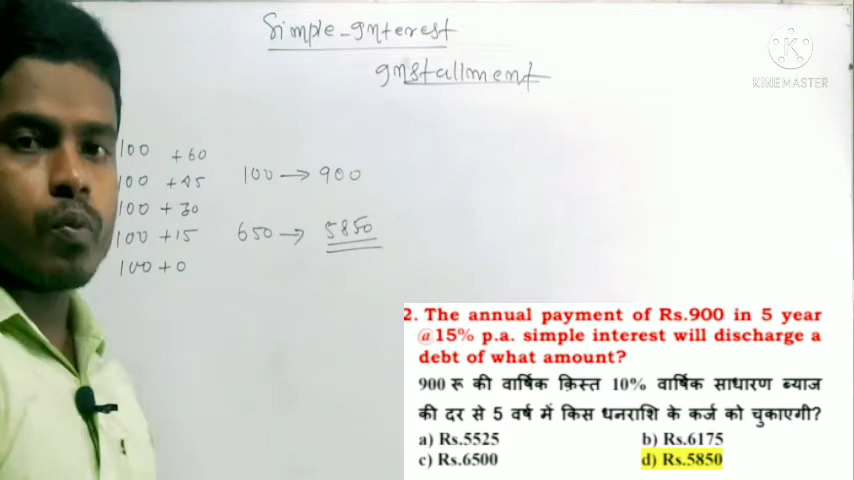 Simple-Interest
Installment
KINEMASTER
100 +60
100 +45
100 + 30
100 +15
100 + 0
100 → 900
650 → 5850
2. The annual payment of Rs.900 in 5 year
@15% p.a. simple interest will discharge a
debt of what amount?
900 रू की वार्षिक क़िस्त 10% वार्षिक साधारण ब्याज
की दर से 5 वर्ष में किस धनराशि के कर्ज को चुकाएगी?
a) Rs.5525 b) Rs.6175
c) Rs.6500 d) Rs.5850